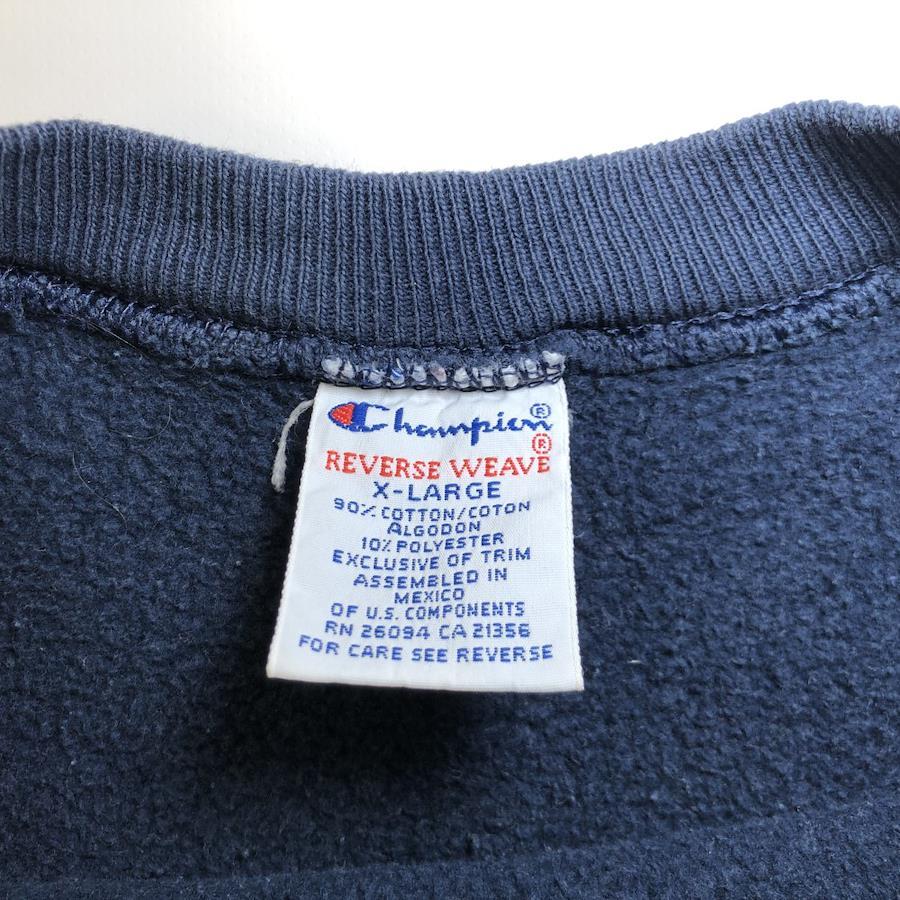 Champion®
REVERSE WEAVE®
X-LARGE
90% COTTON/COTON
ALGODON
10% POLYESTER
EXCLUSIVE OF TRIM
ASSEMBLED IN
MEXICO
OF U.S. COMPONENTS
RN 26094 CA 21356
FOR CARE SEE REVERSE